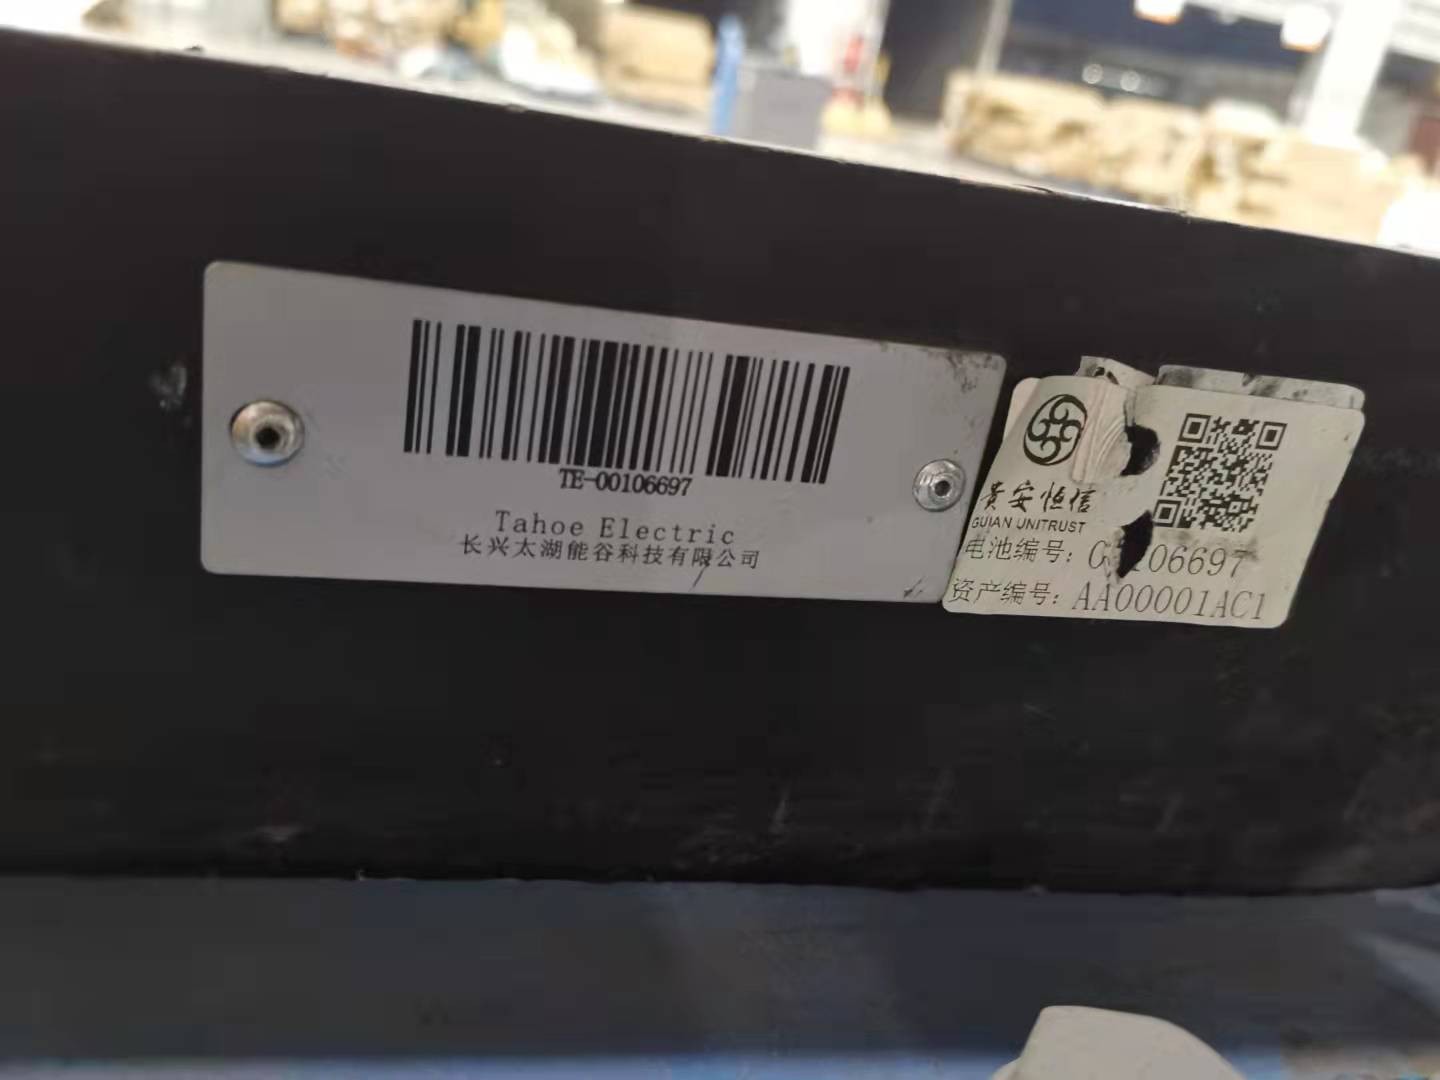 TE-00106697
Tahoe Electric
长兴太湖能谷科技有限公司
贵安恒信
GUIAN UNITRUST
电池编号：
资产编号：AA00001AC1